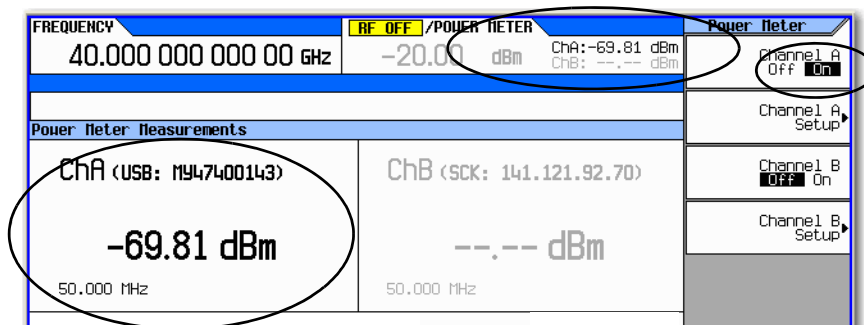 FREQUENCY
40.000 000 000 00 GHz
RF OFF /POWER METER
-20.00 dBm
ChA:-69.81 dBm
ChB: --.-- dBm
Power Meter
Channel A
Off On
Channel A
Setup
Channel B
Off On
Channel B
Setup
Power Meter Measurements
ChA (USB: MY47400143)
-69.81 dBm
50.000 MHz
ChB (SCK: 141.121.92.70)
--.-- dBm
50.000 MHz